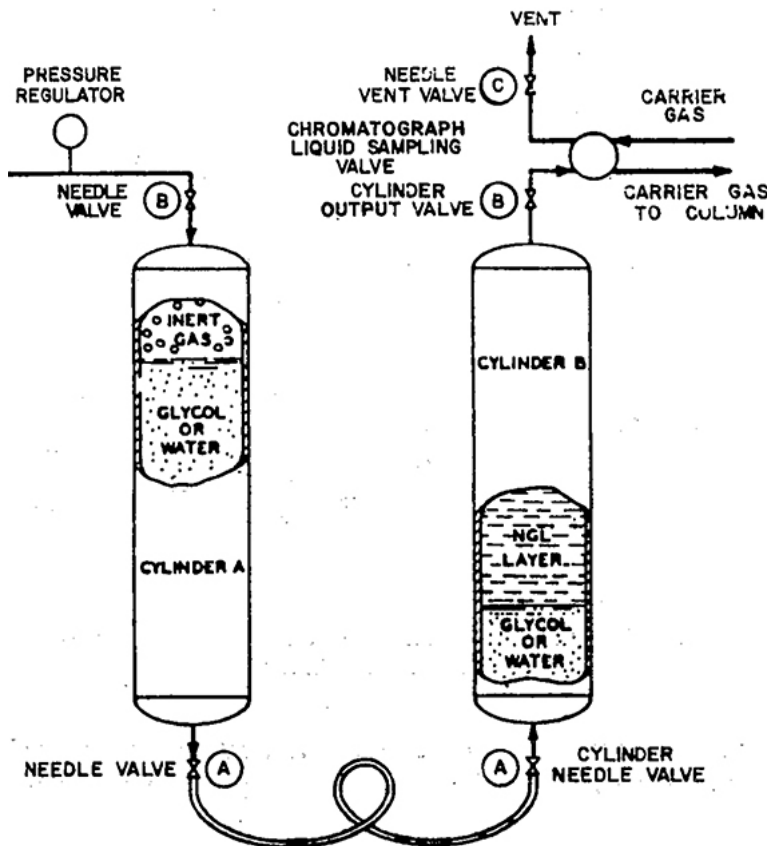 VENT
PRESSURE
REGULATOR
NEEDLE
VENT VALVE
C
CARRIER
GAS
CHROMATOGRAPH
LIQUID SAMPLING
VALVE
NEEDLE
VALVE
B
CYLINDER
OUTPUT VALVE
B
CARRIER GAS
TO COLUMN
INERT
GAS
GLYCOL
OR
WATER
CYLINDER A
CYLINDER B
NGL
LAYER
GLYCOL
OR
WATER
NEEDLE VALVE
A
A
CYLINDER
NEEDLE VALVE